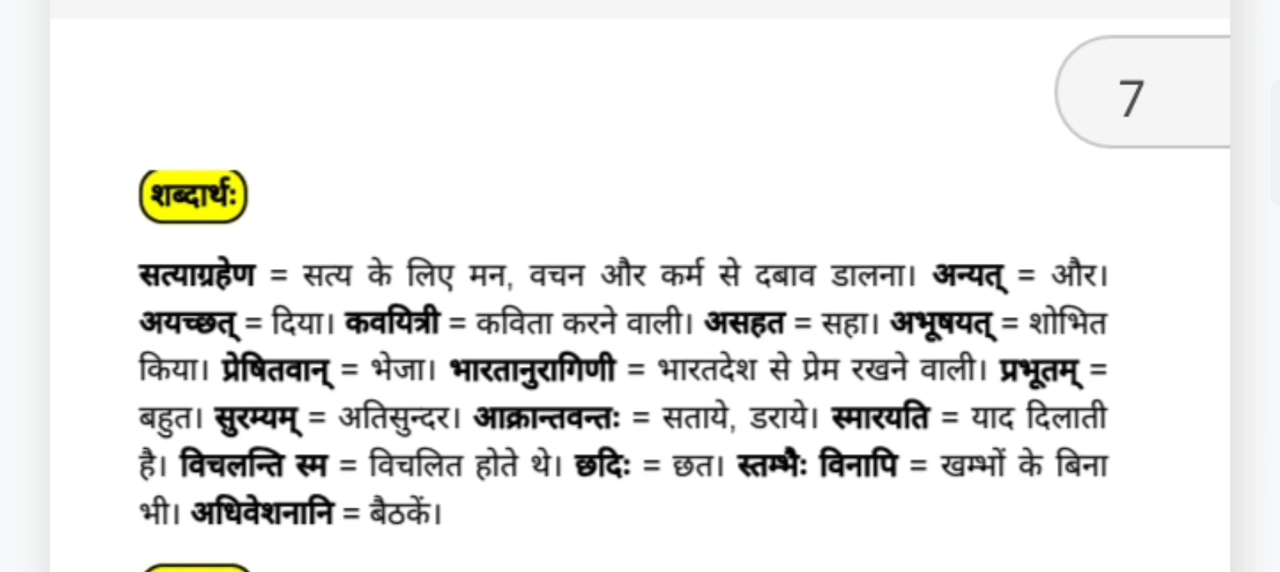 7
शब्दार्थः
सत्याग्रहेण = सत्य के लिए मन, वचन और कर्म से दबाव डालना। अन्यत् = और।
अयच्छत् = दिया। कवयित्री = कविता करने वाली। असहत = सहा। अभूषयत् = शोभित
किया। प्रेषितवान् = भेजा। भारतानुरागिणी = भारतदेश से प्रेम रखने वाली। प्रभूतम् =
बहुत। सुरम्यम् = अतिसुन्दर। आक्रान्तवन्तः = सताये, डराये। स्मारयति = याद दिलाती
है। विचलन्ति स्म = विचलित होते थे। छदिः = छत। स्तम्भैः विनापि = खम्भों के बिना
भी। अधिवेशनानि = बैठकें।